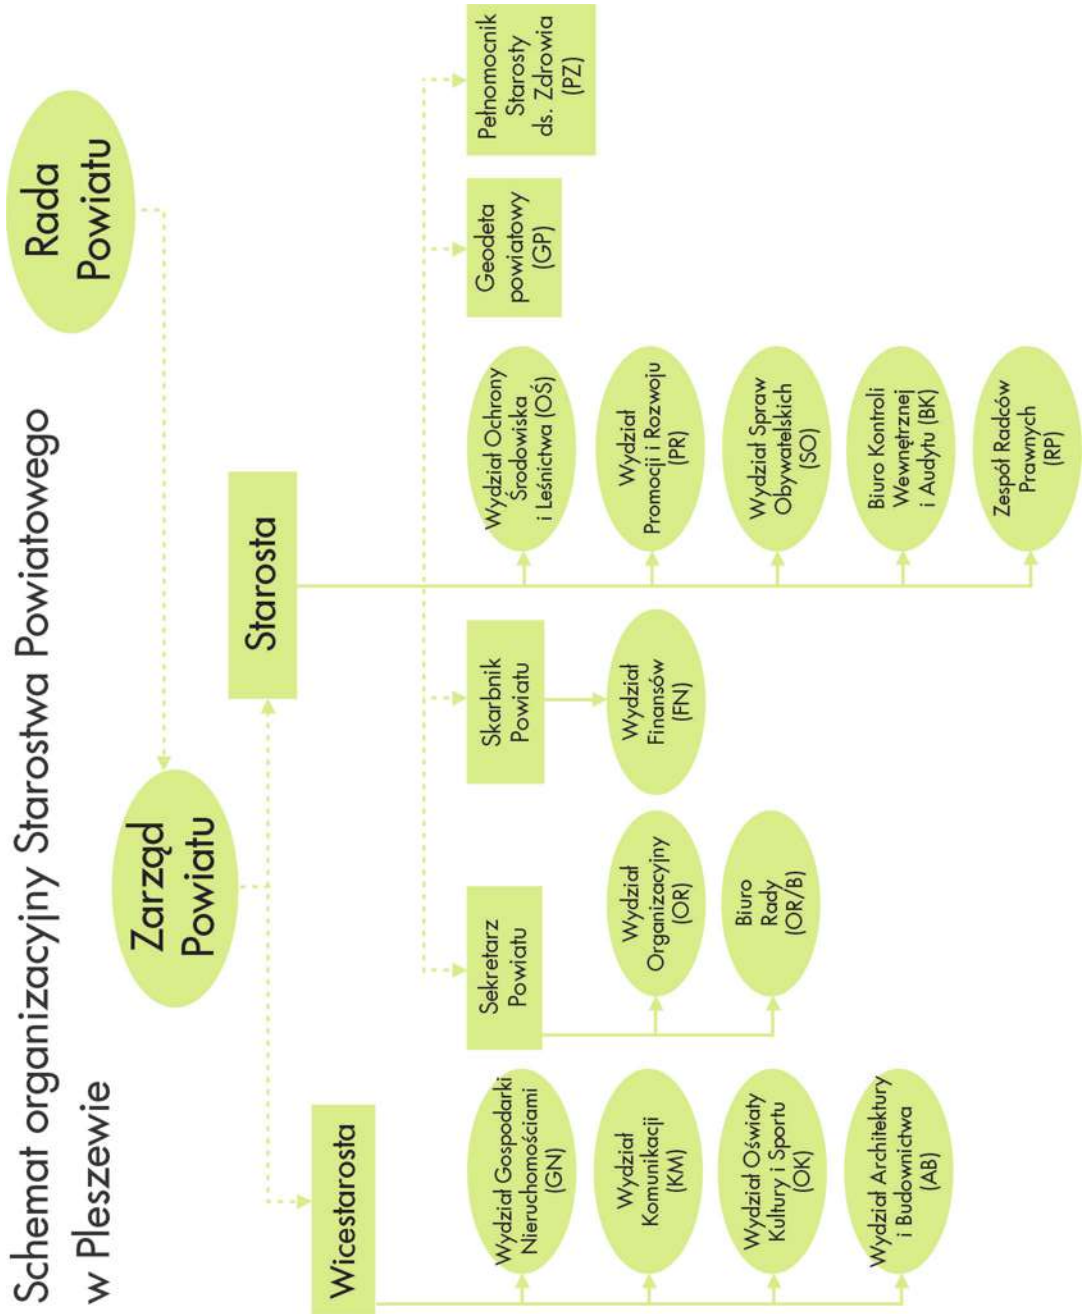 Schemat organizacyjny Starostwa Powiatowego
w Pleszewie
Rada
Powiatu
Zarząd
Powiatu
Starosta
Wicestarosta
Sekretarz
Powiatu
Skarbnik
Powiatu
Geodeta
powiatowy
(GP)
Pełnomocnik
Starosty
ds. Zdrowia
(PZ)
Wydział Gospodarki
Nieruchomościami
(GN)
Wydział
Komunikacji
(KM)
Wydział Oświaty
Kultury i Sportu
(OK)
Wydział Architektury
i Budownictwa
(AB)
Wydział
Organizacyjny
(OR)
Biuro
Rady
(OR/B)
Wydział
Finansów
(FN)
Wydział Ochrony
Środowiska
i Leśnictwa (OŚ)
Wydział
Promocji i Rozwoju
(PR)
Wydział Spraw
Obywatelskich
(SO)
Biuro Kontroli
Wewnętrznej
i Audytu (BK)
Zespół Radców
Prawnych
(RP)